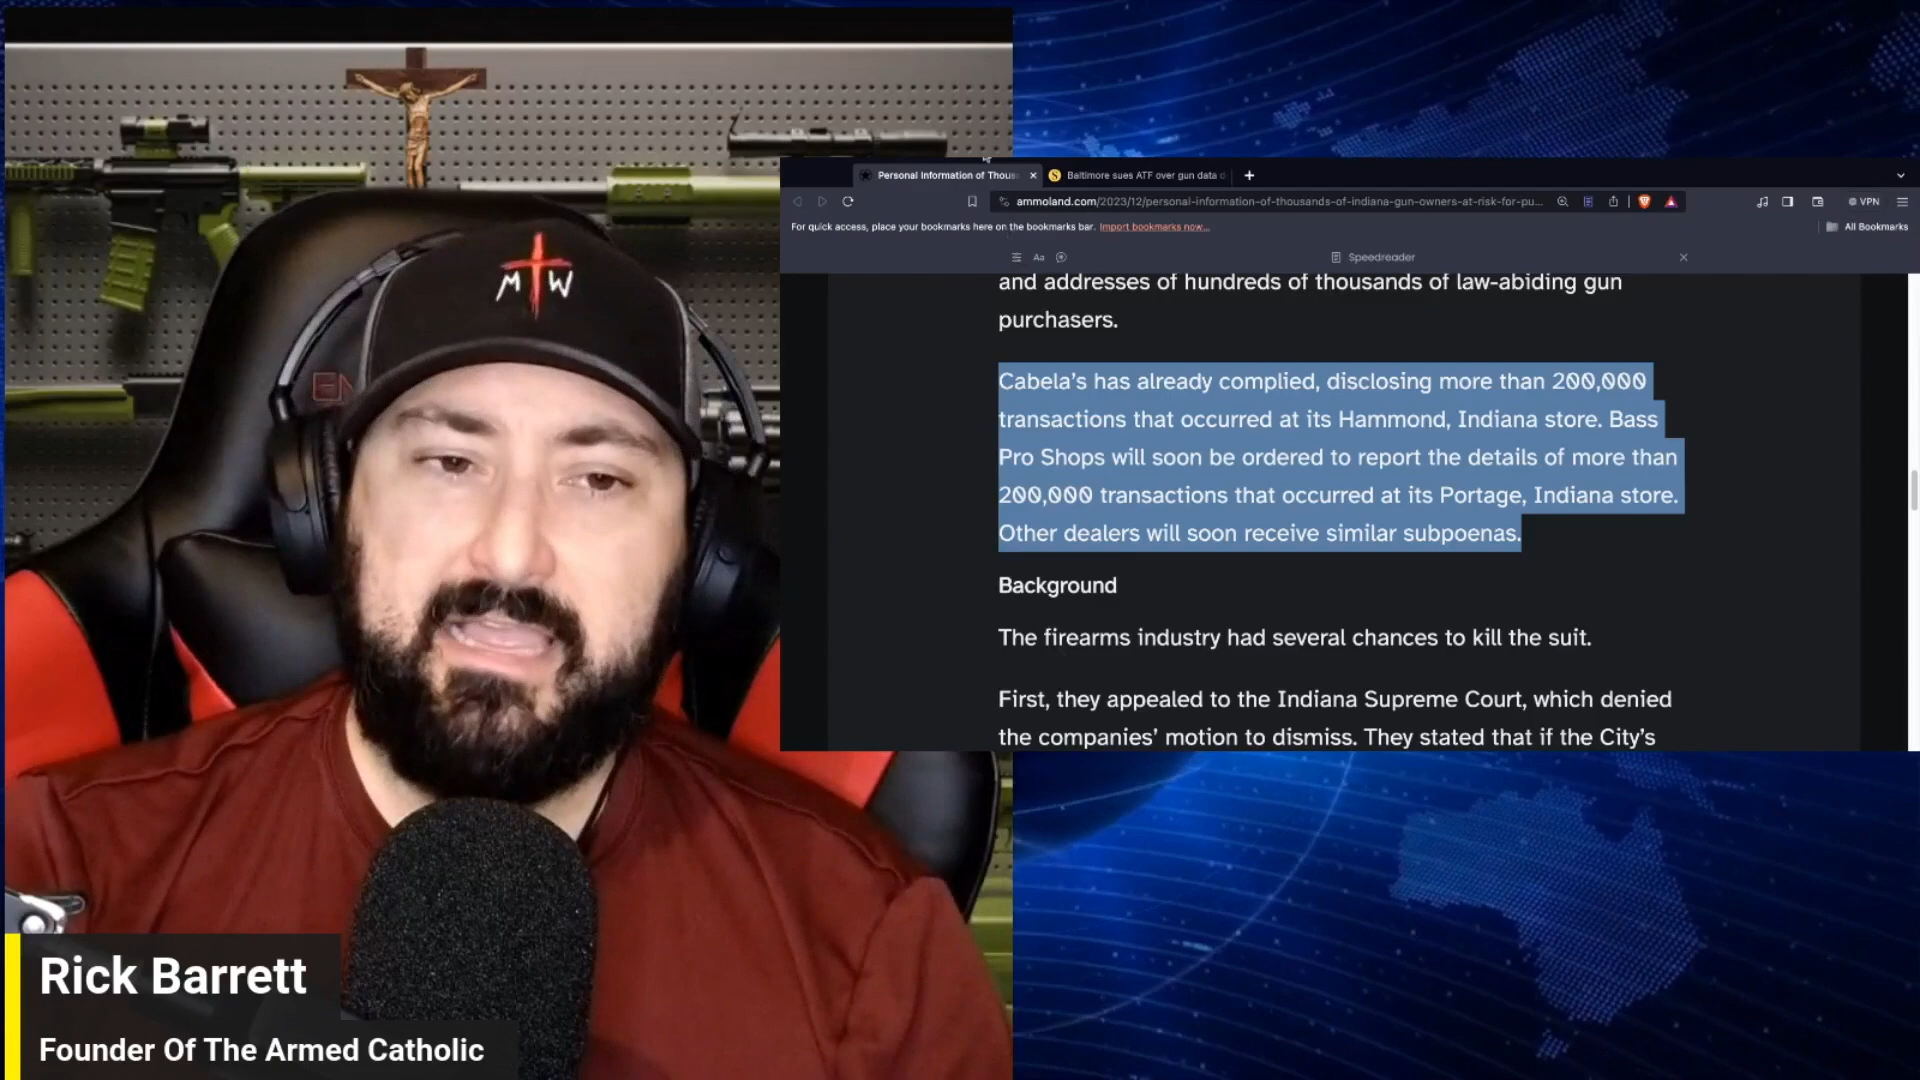 M W
Rick Barrett
Founder Of The Armed Catholic
Personal Information of Thous
Baltimore sues ATF over gun data d
ammoland.com/2023/12/personal-information-of-thousands-of-indiana-gun-owners-at-risk-for-pu...
VPN
For quick access, place your bookmarks here on the bookmarks bar. Import bookmarks now...
All Bookmarks
Aa
Speedreader
and addresses of hundreds of thousands of law-abiding gun
purchasers.
Cabela's has already complied, disclosing more than 200,000
transactions that occurred at its Hammond, Indiana store. Bass
Pro Shops will soon be ordered to report the details of more than
200,000 transactions that occurred at its Portage, Indiana store.
Other dealers will soon receive similar subpoenas.
Background
The firearms industry had several chances to kill the suit.
First, they appealed to the Indiana Supreme Court, which denied
the companies' motion to dismiss. They stated that if the City's